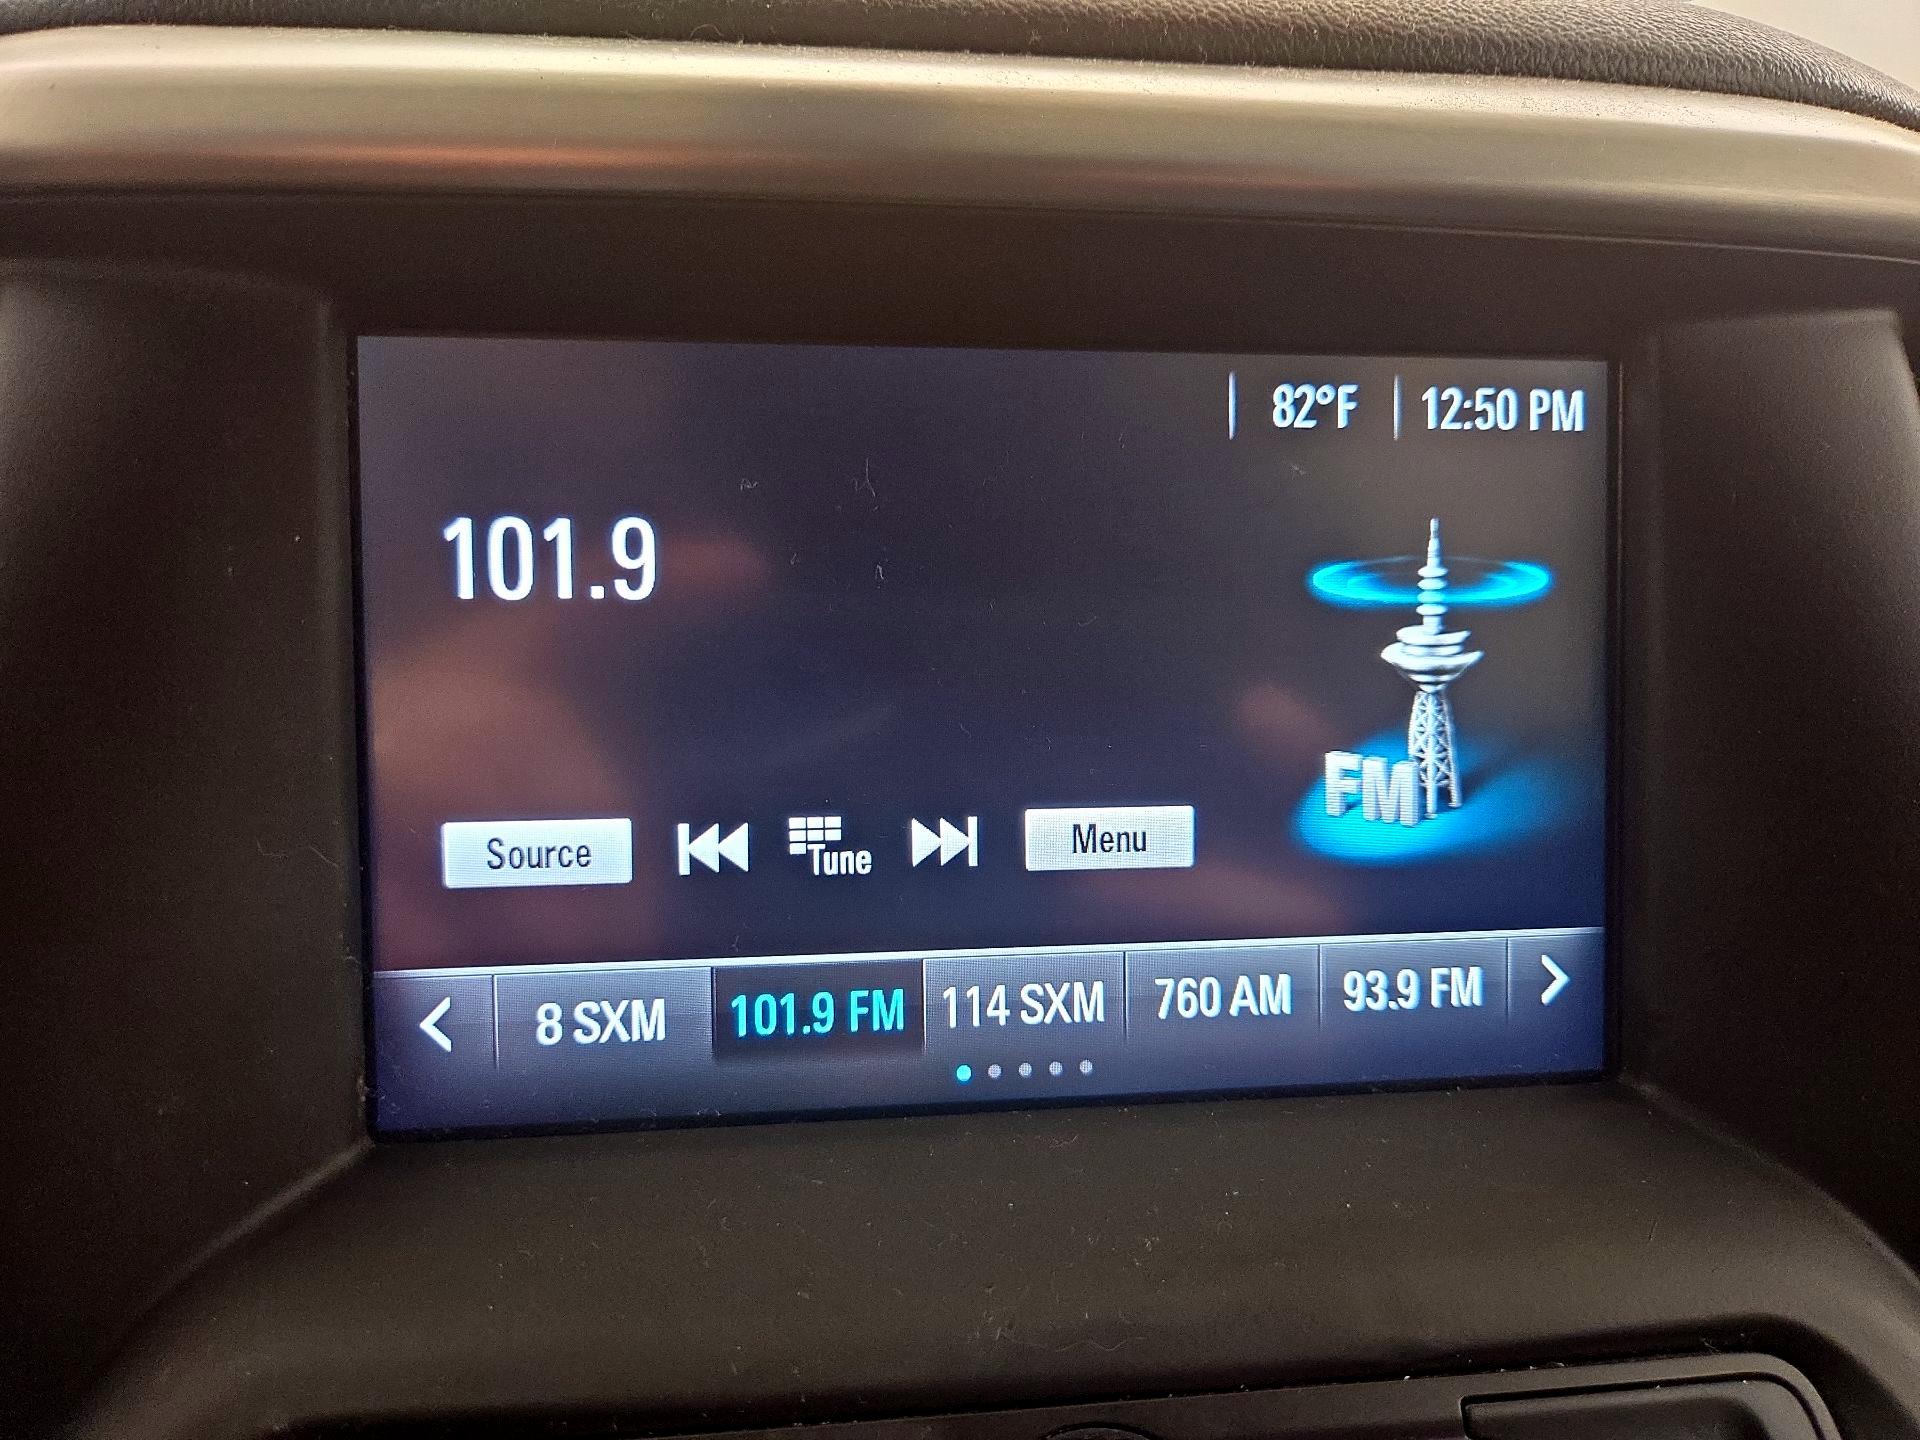 82°F 12:50 PM
101.9
FM
Source Tune Menu
8 SXM 101.9 FM 114 SXM 760 AM 93.9 FM